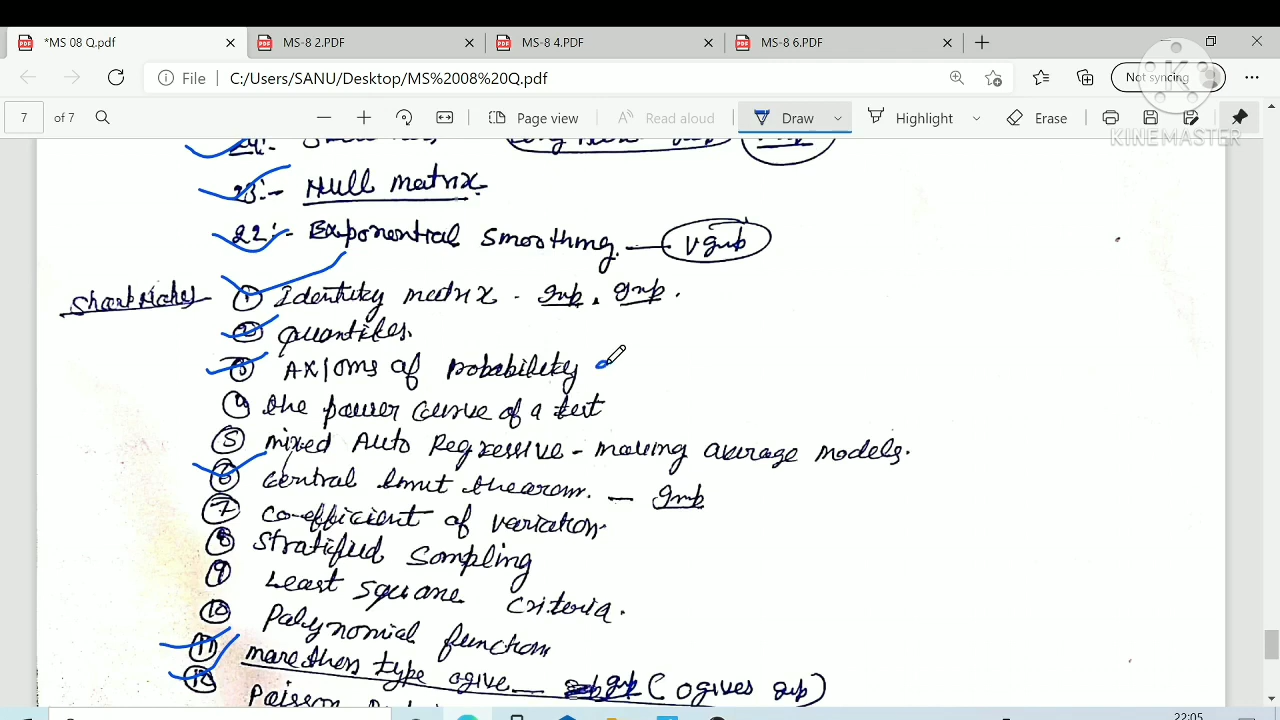 *MS 08 Q.pdf MS-8 2.PDF MS-8 4.PDF MS-8 6.PDF
File C:/Users/SANU/Desktop/MS%2008%20Q.pdf Not syncing
7 of 7 Page view Read aloud Draw Highlight Erase
KINEMASTER
23:- Null matrix
22:- Exponential Smoothing. — Vimp
Short notes ① Identity matrix - imp, imp.
② quantiles.
③ Axioms of probability
④ the power curve of a test
⑤ mixed Auto Regressive - moving average models.
⑥ central limit thearom. — imp
⑦ co-efficient of variation
⑧ Stratified Sampling
⑨ Least square criteria.
⑩ Polynomial function
⑪ more then type ogive — imp (ogives imp)
⑫ Poison
22:05